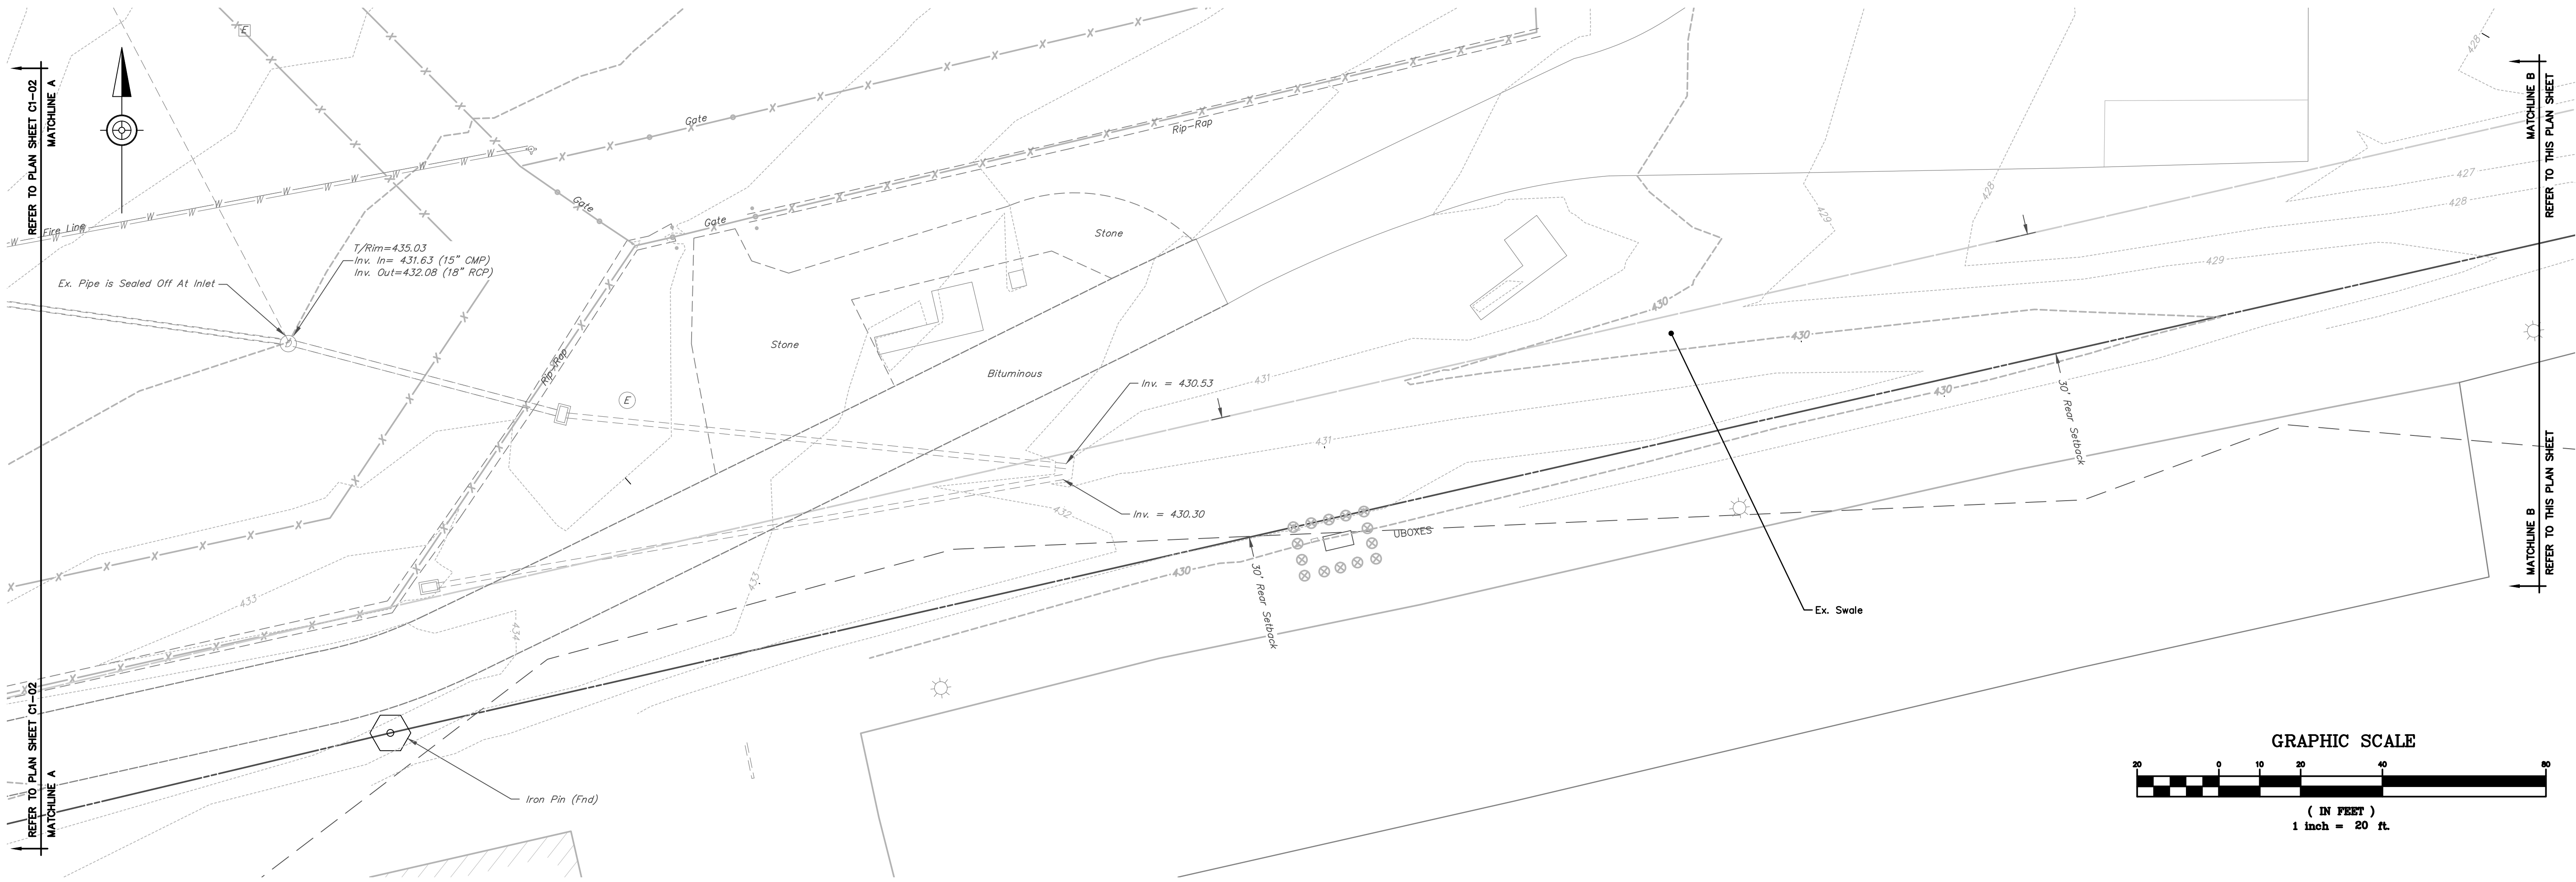 REFER TO PLAN SHEET C1-02
MATCHLINE A
E
Gate
Rip-Rap
Gate
Gate
Fire Line
W W W W W W W W W W W W W
T/Rim=435.03
Inv. In= 431.63 (15" CMP)
Inv. Out=432.08 (18" RCP)
Ex. Pipe is Sealed Off At Inlet
D
Rip-Rap
E
Stone
Stone
Bituminous
Inv. = 430.53
Inv. = 430.30
431
431
432
433
433
434
430
430
430
430
429
429
428
428
428
427
30' Rear Setback
30' Rear Setback
UBOXES
Ex. Swale
Iron Pin (Fnd)
REFER TO PLAN SHEET C1-02
MATCHLINE A
MATCHLINE B
REFER TO THIS PLAN SHEET
MATCHLINE B
REFER TO THIS PLAN SHEET
GRAPHIC SCALE
20 0 10 20 40 80
( IN FEET )
1 inch = 20 ft.